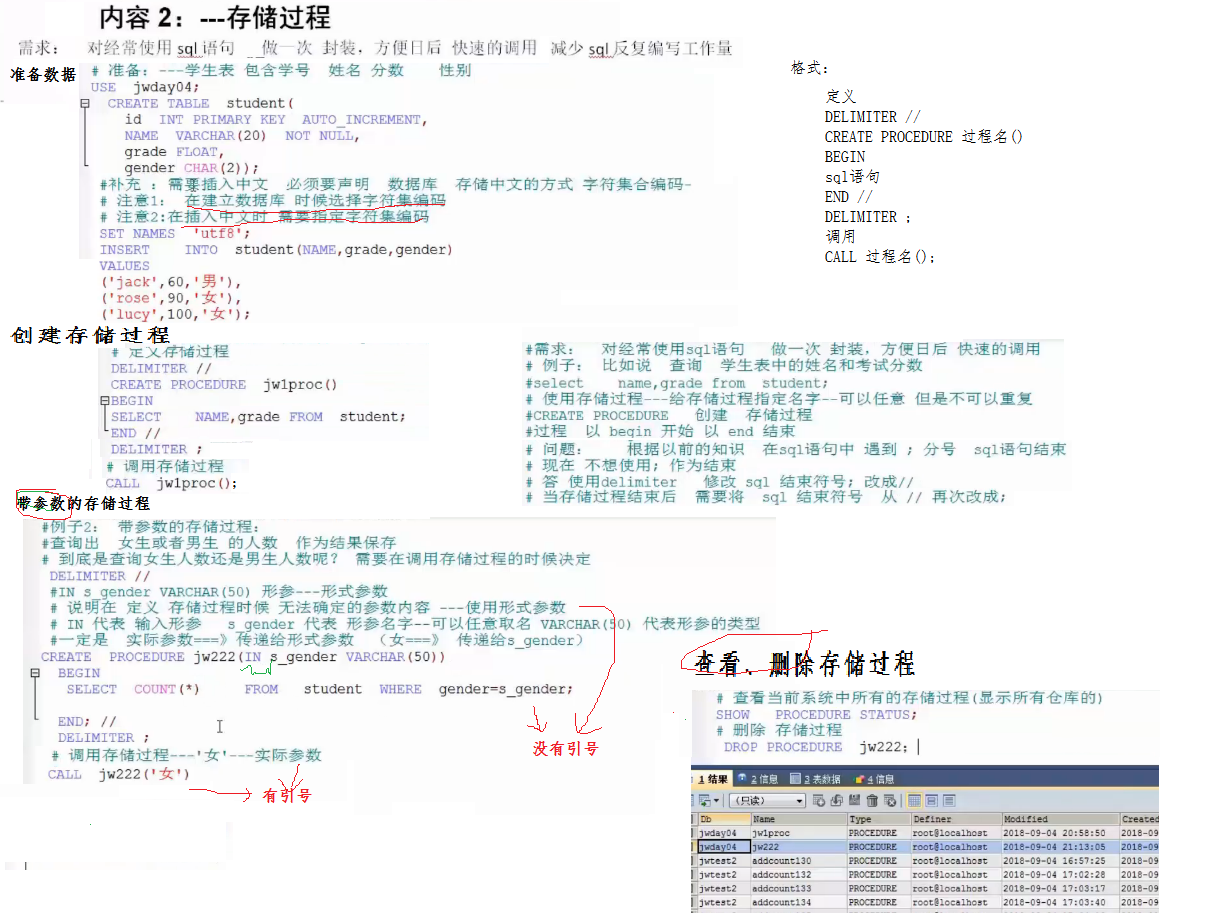 内容 2：---存储过程
需求： 对经常使用 sql 语句 做一次 封装，方便日后 快速的调用 减少 sql 反复编写工作量
准备数据
# 准备：---学生表 包含学号 姓名 分数 性别
USE jwday04;
CREATE TABLE student(
id INT PRIMARY KEY AUTO_INCREMENT,
NAME VARCHAR(20) NOT NULL,
grade FLOAT,
gender CHAR(2));
#补充 ：需要插入中文 必须要声明 数据库 存储中文的方式 字符集合编码-
# 注意1： 在建立数据库 时候选择字符集编码
# 注意2:在插入中文时 需要指定字符集编码
SET NAMES 'utf8';
INSERT INTO student(NAME,grade,gender)
VALUES
('jack',60,'男'),
('rose',90,'女'),
('lucy',100,'女');
格式：
定义
DELIMITER //
CREATE PROCEDURE 过程名()
BEGIN
sql语句
END //
DELIMITER ;
调用
CALL 过程名();
创建存储过程
# 定义存储过程
DELIMITER //
CREATE PROCEDURE jw1proc()
BEGIN
SELECT NAME,grade FROM student;
END //
DELIMITER ;
# 调用存储过程
CALL jw1proc();
#需求： 对经常使用sql语句 做一次 封装，方便日后 快速的调用
# 例子： 比如说 查询 学生表中的姓名和考试分数
#select name,grade from student;
# 使用存储过程---给存储过程指定名字--可以任意 但是不可以重复
#CREATE PROCEDURE 创建 存储过程
#过程 以 begin 开始 以 end 结束
# 问题： 根据以前的知识 在sql语句中 遇到 ; 分号 sql语句结束
# 现在 不想使用; 作为结束
# 答 使用delimiter 修改 sql 结束符号; 改成//
# 当存储过程结束后 需要将 sql 结束符号 从 // 再次改成;
带参数的存储过程
#例子2： 带参数的存储过程：
#查询出 女生或者男生 的人数 作为结果保存
# 到底是查询女生人数还是男生人数呢？ 需要在调用存储过程的时候决定
DELIMITER //
#IN s_gender VARCHAR(50) 形参---形式参数
# 说明在 定义 存储过程时候 无法确定的参数内容 ---使用形式参数
# IN 代表 输入形参 s_gender 代表 形参名字--可以任意取名 VARCHAR(50) 代表形参的类型
#一定是 实际参数===》传递给形式参数 （女===》 传递给s_gender）
CREATE PROCEDURE jw222(IN s_gender VARCHAR(50))
BEGIN
SELECT COUNT(*) FROM student WHERE gender=s_gender;
END; //
DELIMITER ;
# 调用存储过程---'女'---实际参数
CALL jw222('女')
没有引号
有引号
查看、删除存储过程
# 查看当前系统中所有的存储过程(显示所有仓库的)
SHOW PROCEDURE STATUS;
# 删除 存储过程
DROP PROCEDURE jw222;
1 结果 2 信息 3 表数据 4 信息
(只读)
Db Name Type Definer Modified Created
jwday04 jw1proc PROCEDURE root@localhost 2018-09-04 20:58:50 2018-09
jwday04 jw222 PROCEDURE root@localhost 2018-09-04 21:13:05 2018-09
jwtest2 addcount130 PROCEDURE root@localhost 2018-09-04 16:57:25 2018-09
jwtest2 addcount132 PROCEDURE root@localhost 2018-09-04 17:02:28 2018-09
jwtest2 addcount133 PROCEDURE root@localhost 2018-09-04 17:03:17 2018-09
jwtest2 addcount134 PROCEDURE root@localhost 2018-09-04 17:03:40 2018-09